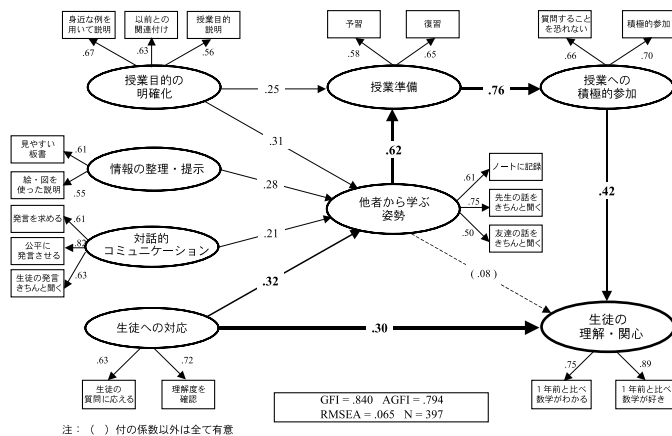 身近な例を
用いて説明
以前との
関連付け
授業目的
説明
.67
.63
.56
授業目的の
明確化
予習
復習
.58
.65
授業準備
質問すること
を恐れない
積極的参加
.66
.70
授業への
積極的参加
.25
.76
.31
.62
見やすい
板書
.61
絵・図を
使った説明
.55
情報の整理・提示
.28
他者から学ぶ
姿勢
ノートに記録
.61
先生の話を
きちんと聞く
.75
友達の話を
きちんと聞く
.50
.42
発言を求める
.61
公平に
発言させる
.82
生徒の発言
きちんと聞く
.63
対話的
コミュニケーション
.21
.32
( .08 )
生徒への対応
.30
生徒の
理解・関心
.63
.72
生徒の
質問に応える
理解度を
確認
.75
.89
1年前と比べ
数学がわかる
1年前と比べ
数学が好き
GFI = .840 AGFI = .794
RMSEA = .065 N = 397
注：（ ）付の係数以外は全て有意